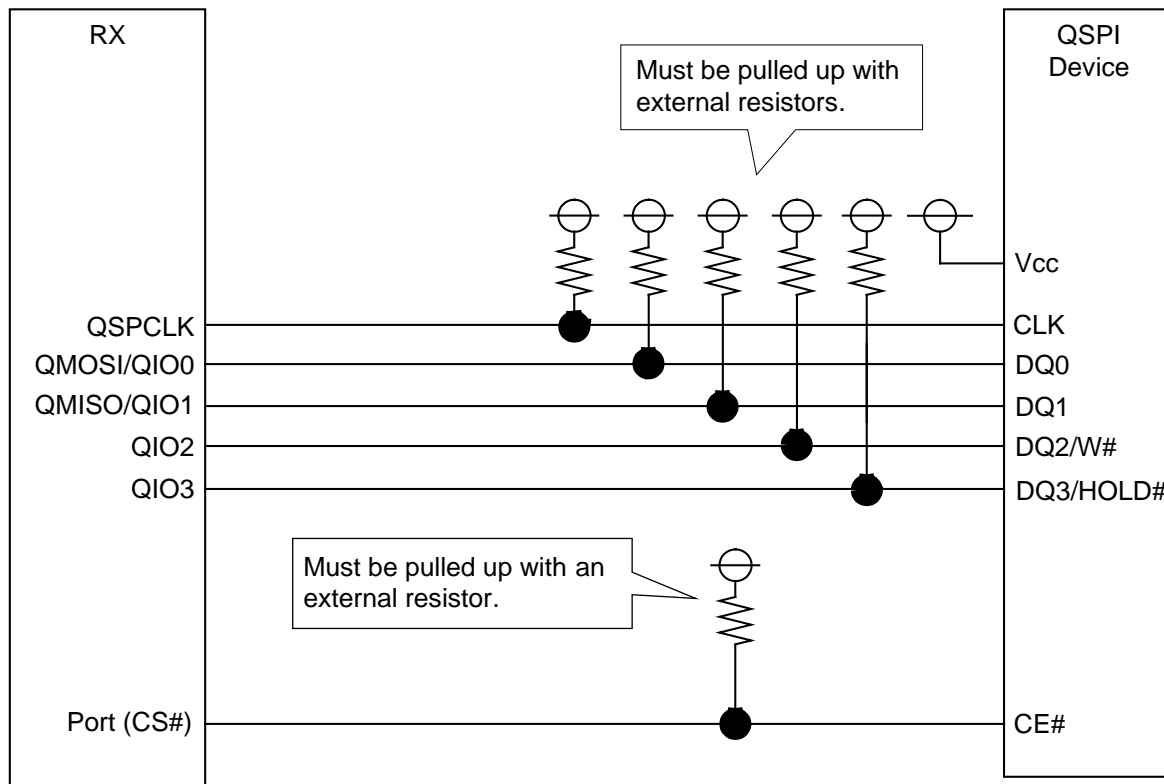 RX
QSPI
Device
Must be pulled up with
external resistors.
Vcc
QSPCLK
CLK
QMOSI/QIO0
DQ0
QMISO/QIO1
DQ1
QIO2
DQ2/W#
QIO3
DQ3/HOLD#
Must be pulled up with an
external resistor.
Port (CS#)
CE#